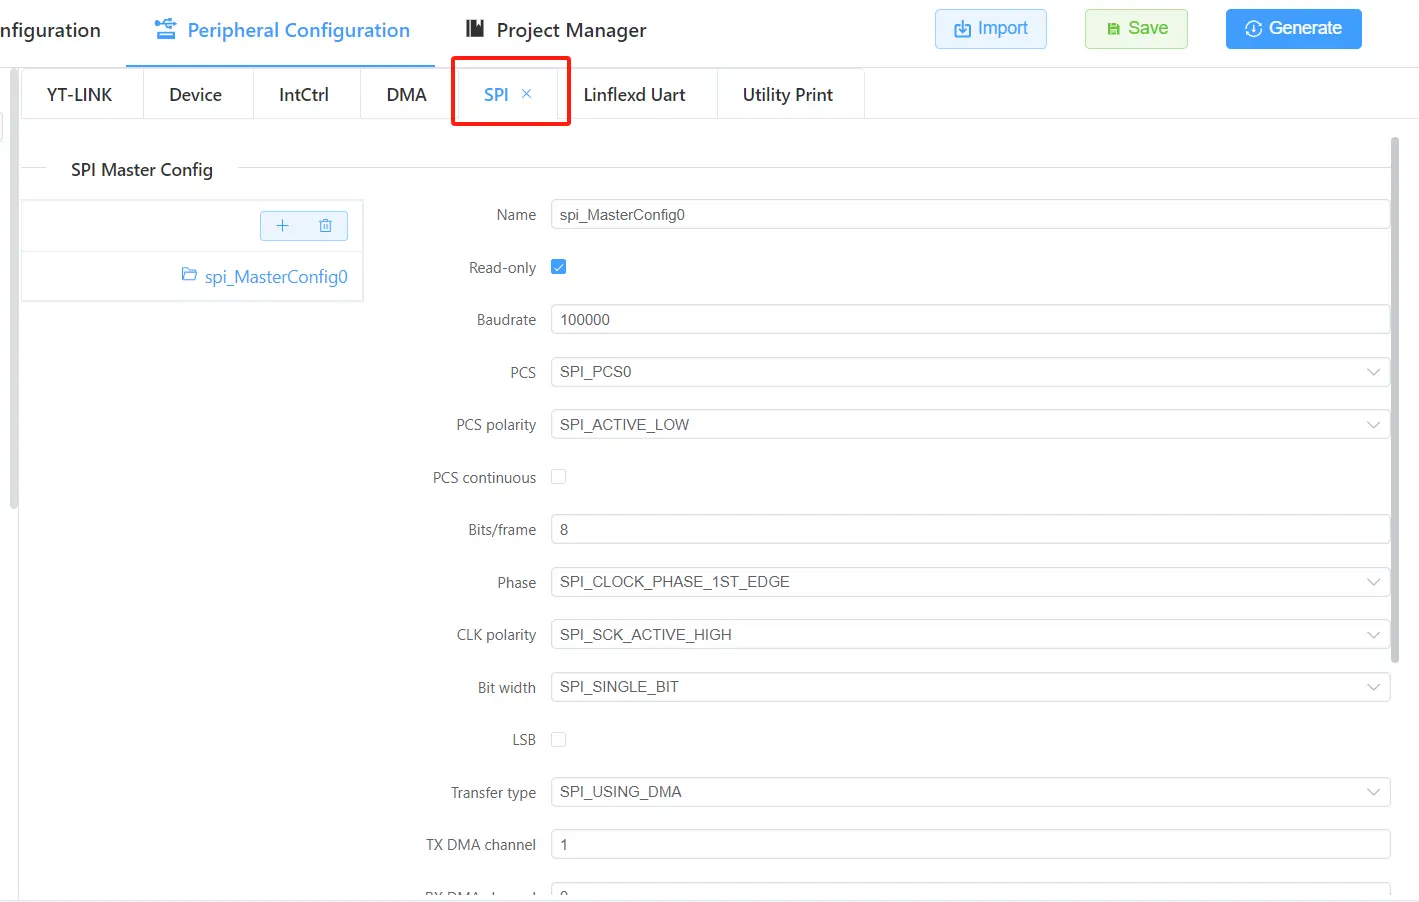 nfiguration
Peripheral Configuration
Project Manager
Import
Save
Generate
YT-LINK
Device
IntCtrl
DMA
SPI ×
Linflexd Uart
Utility Print
SPI Master Config
spi_MasterConfig0
Name spi_MasterConfig0
Read-only
Baudrate 100000
PCS SPI_PCS0
PCS polarity SPI_ACTIVE_LOW
PCS continuous
Bits/frame 8
Phase SPI_CLOCK_PHASE_1ST_EDGE
CLK polarity SPI_SCK_ACTIVE_HIGH
Bit width SPI_SINGLE_BIT
LSB
Transfer type SPI_USING_DMA
TX DMA channel 1